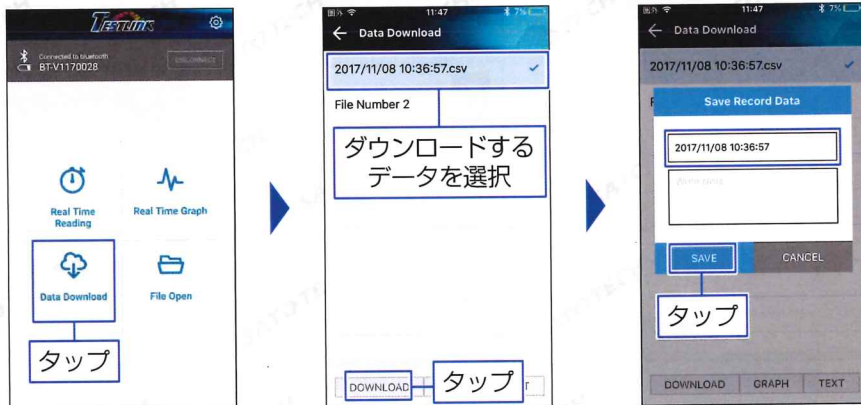 TESTLINK
Connected to bluetooth
BT-V1170028
DISCONNECT
Real Time
Reading
Real Time Graph
Data Download
File Open
タップ
圏外
11:47
7%
Data Download
2017/11/08 10:36:57.csv
File Number 2
ダウンロードする
データを選択
DOWNLOAD
タップ
圏外
11:47
7%
Data Download
2017/11/08 10:36:57.csv
Save Record Data
2017/11/08 10:36:57
SAVE
CANCEL
タップ
DOWNLOAD
GRAPH
TEXT